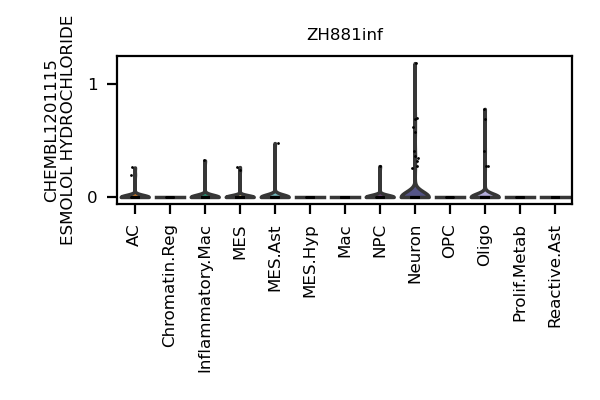 ZH881inf
CHEMBL1201115
ESMOLOL HYDROCHLORIDE
1
0
AC
Chromatin.Reg
Inflammatory.Mac
MES
MES.Ast
MES.Hyp
Mac
NPC
Neuron
OPC
Oligo
Prolif.Metab
Reactive.Ast